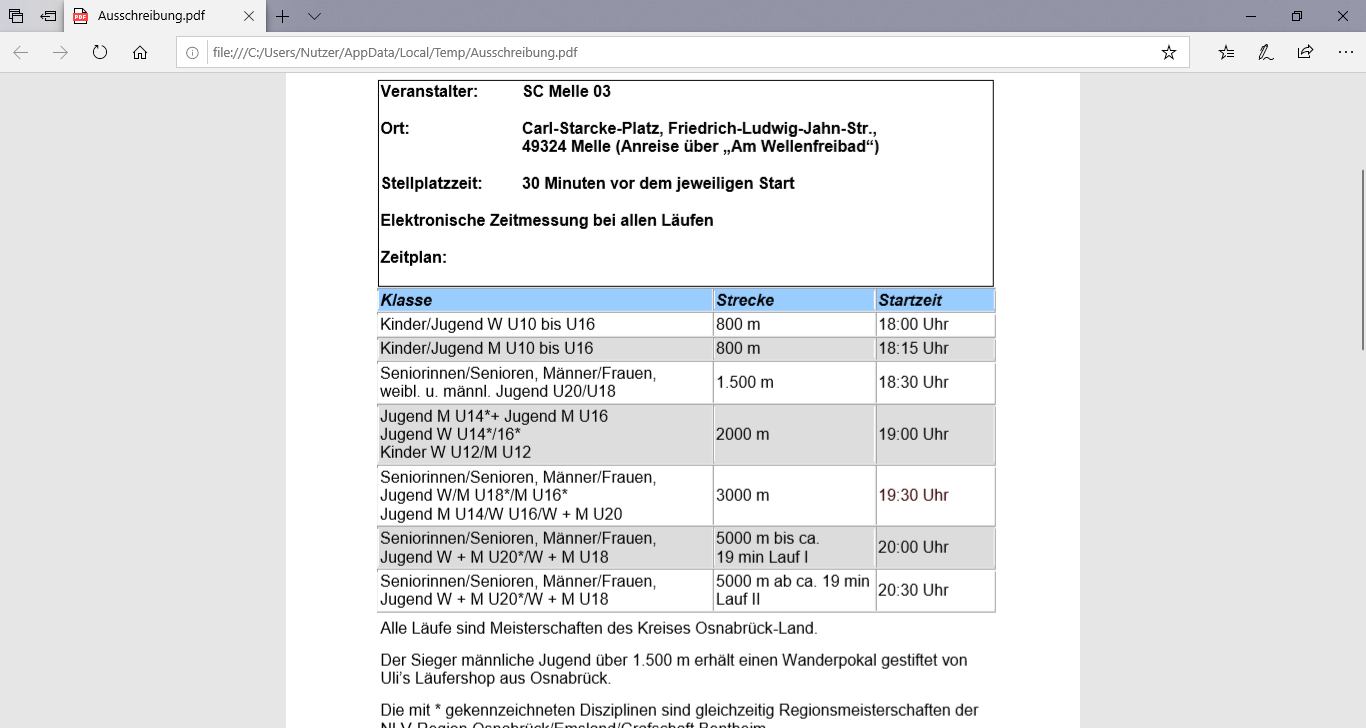 Ausschreibung.pdf
file:///C:/Users/Nutzer/AppData/Local/Temp/Ausschreibung.pdf
Veranstalter: SC Melle 03
Ort: Carl-Starcke-Platz, Friedrich-Ludwig-Jahn-Str.,
49324 Melle (Anreise über „Am Wellenfreibad“)
Stellplatzzeit: 30 Minuten vor dem jeweiligen Start
Elektronische Zeitmessung bei allen Läufen
Zeitplan:
Klasse Strecke Startzeit
Kinder/Jugend W U10 bis U16 800 m 18:00 Uhr
Kinder/Jugend M U10 bis U16 800 m 18:15 Uhr
Seniorinnen/Senioren, Männer/Frauen,
weibl. u. männl. Jugend U20/U18 1.500 m 18:30 Uhr
Jugend M U14*+ Jugend M U16
Jugend W U14*/16* 2000 m 19:00 Uhr
Kinder W U12/M U12
Seniorinnen/Senioren, Männer/Frauen,
Jugend W/M U18*/M U16* 3000 m 19:30 Uhr
Jugend M U14/W U16/W + M U20
Seniorinnen/Senioren, Männer/Frauen, 5000 m bis ca.
Jugend W + M U20*/W + M U18 19 min Lauf I 20:00 Uhr
Seniorinnen/Senioren, Männer/Frauen, 5000 m ab ca. 19 min
Jugend W + M U20*/W + M U18 Lauf II 20:30 Uhr
Alle Läufe sind Meisterschaften des Kreises Osnabrück-Land.
Der Sieger männliche Jugend über 1.500 m erhält einen Wanderpokal gestiftet von
Uli’s Läufershop aus Osnabrück.
Die mit * gekennzeichneten Disziplinen sind gleichzeitig Regionsmeisterschaften der
NLV-Region Osnabrück/Emsland/Grafschaft Bentheim